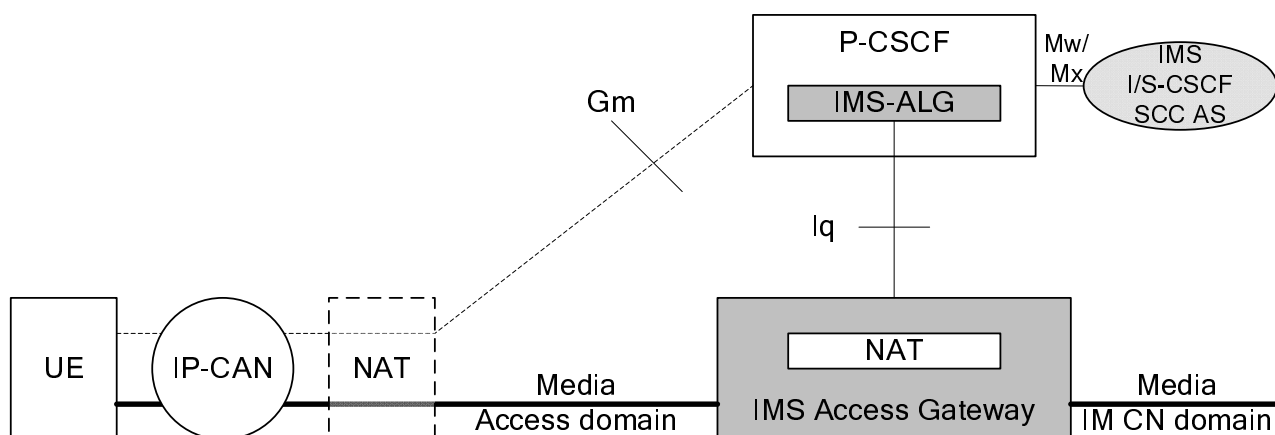 P-CSCF
IMS-ALG
Mw/
Mx
IMS
I/S-CSCF
SCC AS
Gm
Iq
UE
IP-CAN
NAT
Media
Access domain
NAT
IMS Access Gateway
Media
IM CN domain